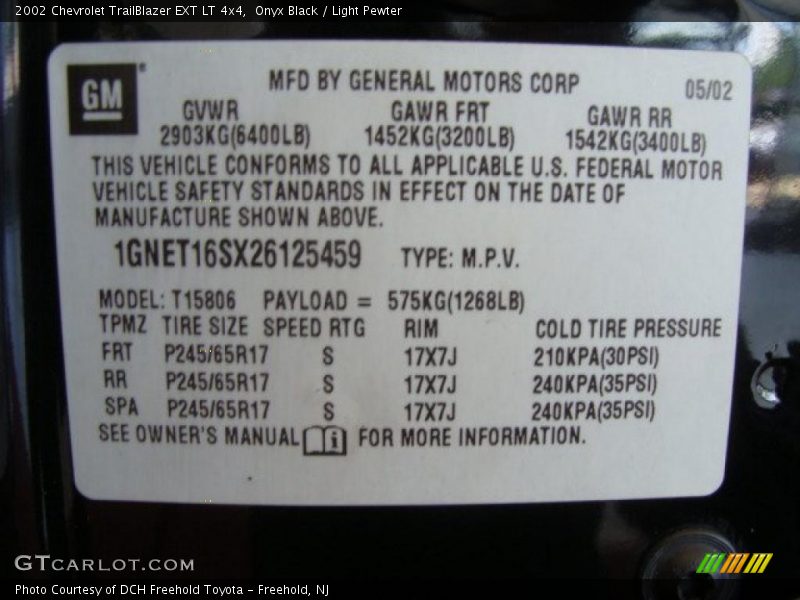 2002 Chevrolet TrailBlazer EXT LT 4x4,  Onyx Black / Light Pewter
GM
MFD BY GENERAL MOTORS CORP
05/02
GVWR GAWR FRT GAWR RR
2903KG(6400LB) 1452KG(3200LB) 1542KG(3400LB)
THIS VEHICLE CONFORMS TO ALL APPLICABLE U.S. FEDERAL MOTOR
VEHICLE SAFETY STANDARDS IN EFFECT ON THE DATE OF
MANUFACTURE SHOWN ABOVE.
1GNET16SX26125459 TYPE: M.P.V.
MODEL: T15806 PAYLOAD = 575KG(1268LB)
TPMZ TIRE SIZE SPEED RTG RIM COLD TIRE PRESSURE
FRT P245/65R17 S 17X7J 210KPA(30PSI)
RR P245/65R17 S 17X7J 240KPA(35PSI)
SPA P245/65R17 S 17X7J 240KPA(35PSI)
SEE OWNER'S MANUAL i FOR MORE INFORMATION.
GTCARLOT.COM
Photo Courtesy of DCH Freehold Toyota - Freehold, NJ